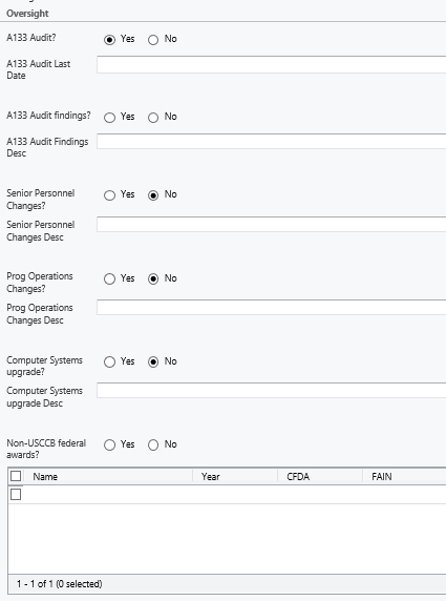 Oversight
A133 Audit? Yes No
A133 Audit Last
Date
A133 Audit findings? Yes No
A133 Audit Findings
Desc
Senior Personnel
Changes? Yes No
Senior Personnel
Changes Desc
Prog Operations
Changes? Yes No
Prog Operations
Changes Desc
Computer Systems
upgrade? Yes No
Computer Systems
upgrade Desc
Non-USCCB federal
awards? Yes No
Name Year CFDA FAIN
1 - 1 of 1 (0 selected)